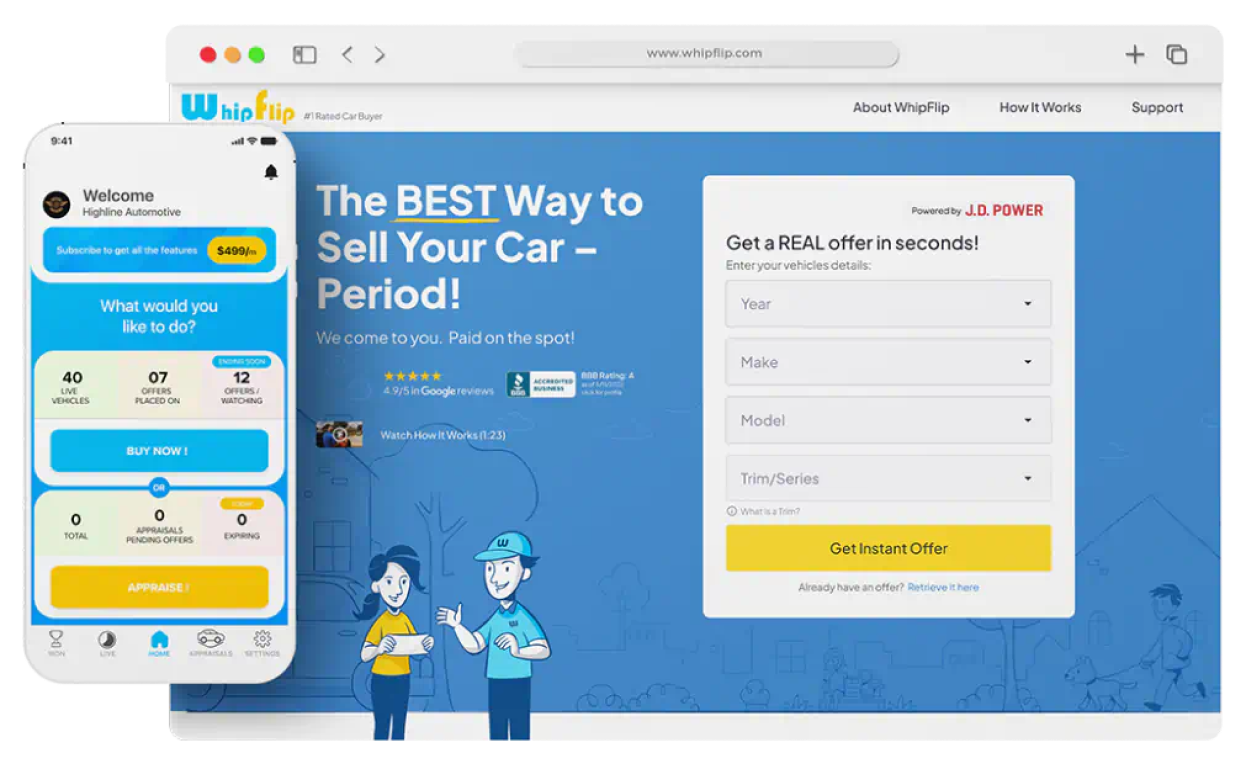 www.whipflip.com
WhipFlip
#1 Rated Car Buyer
About WhipFlip
How It Works
Support
9:41
Welcome
Highline Automotive
Subscribe to get all the features
$499/m
What would you
like to do?
ENDING SOON
40
LIVE
VEHICLES
07
OFFERS
PLACED ON
12
OFFERS /
WATCHING
BUY NOW !
OR
0
TOTAL
0
APPRAISALS
PENDING OFFERS
0
EXPIRING
APPRAISE !
WON
LIVE
HOME
APPRAISALS
SETTINGS
The BEST Way to
Sell Your Car –
Period!
We come to you. Paid on the spot!
4.9/5 in Google reviews
BBB
ACCREDITED
BUSINESS
BBB Rating: A
click for profile
Watch How It Works (1:23)
W
W
Powered by J.D. POWER
Get a REAL offer in seconds!
Enter your vehicles details:
Year
Make
Model
Trim/Series
What is a Trim?
Get Instant Offer
Already have an offer? Retrieve it here